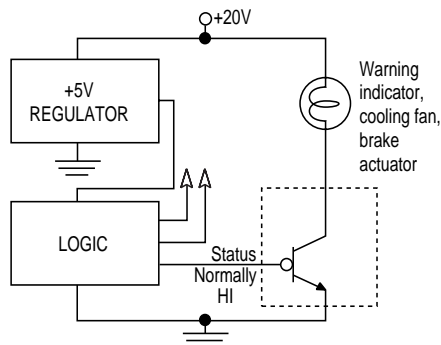 +20V
+5V
REGULATOR
Warning
indicator,
cooling fan,
brake
actuator
LOGIC
Status
Normally
HI